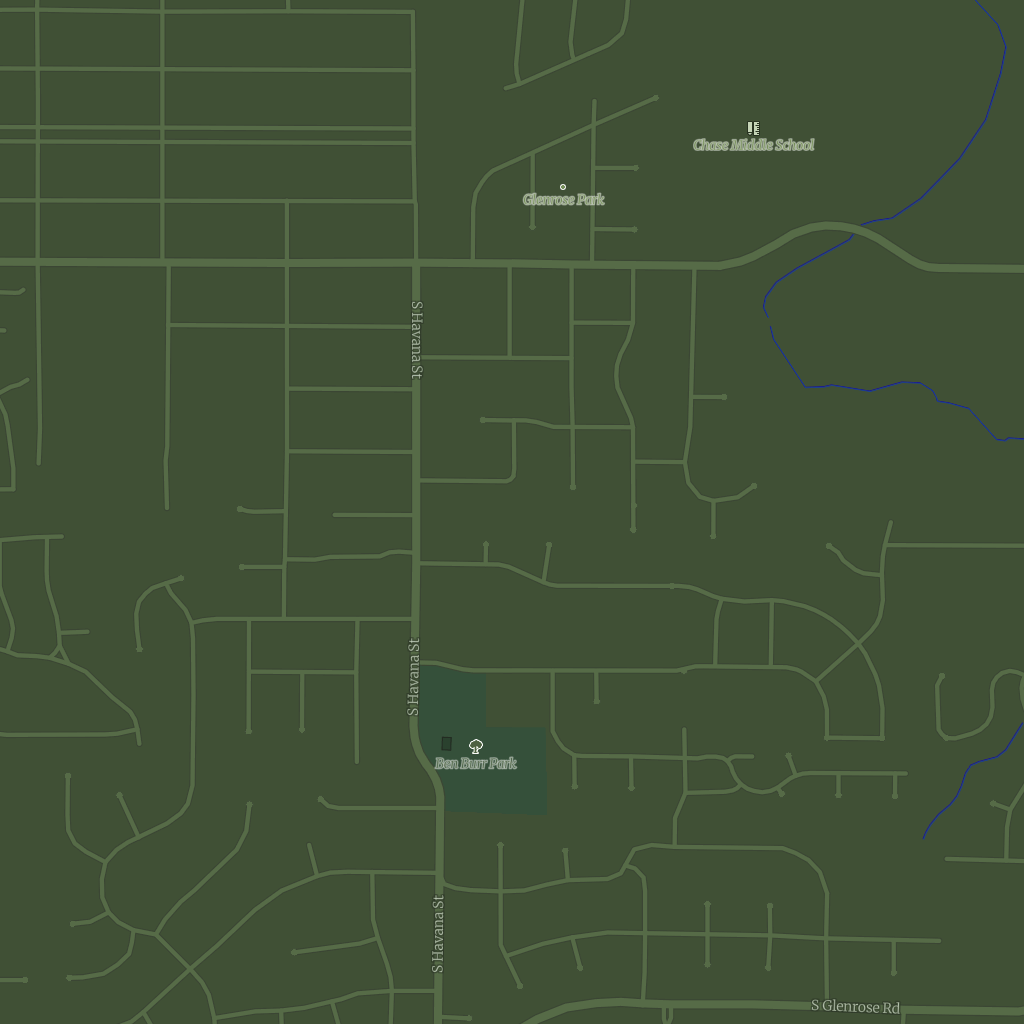 Chase Middle School
Glenrose Park
S Havana St
S Havana St
Ben Burr Park
S Havana St
S Glenrose Rd